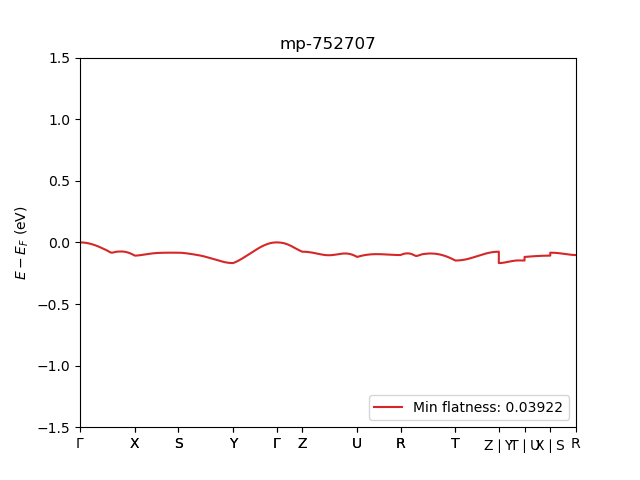 mp-752707
1.5
1.0
0.5
0.0
−0.5
−1.0
−1.5
E − E_F (eV)
Min flatness: 0.03922
Γ X S Y Γ Z U R T Z | Y T | U X | S R